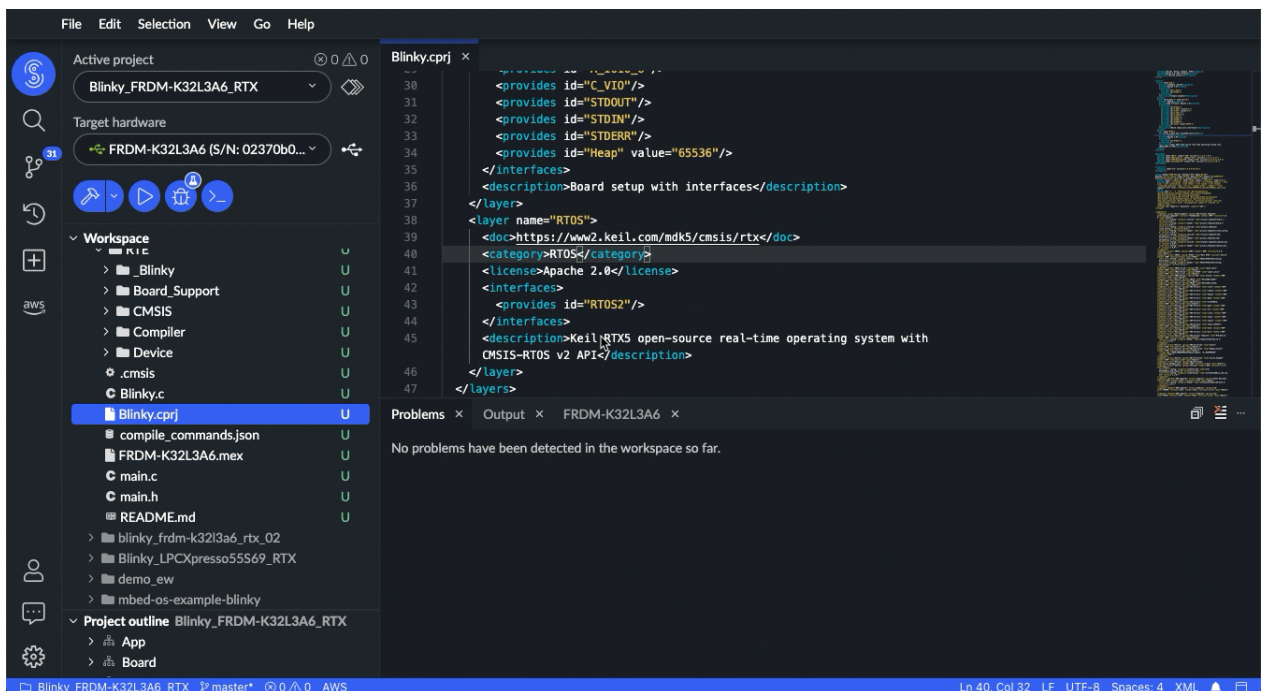 File Edit Selection View Go Help
Active project 0 0
Blinky_FRDM-K32L3A6_RTX
Target hardware
FRDM-K32L3A6 (S/N: 02370b0...
31
aws
Workspace
RTE U
_Blinky U
Board_Support U
CMSIS U
Compiler U
Device U
.cmsis U
C Blinky.c U
Blinky.cprj U
compile_commands.json U
FRDM-K32L3A6.mex U
C main.c U
C main.h U
README.md U
blinky_frdm-k32l3a6_rtx_02
Blinky_LPCXpresso55S69_RTX
demo_ew
mbed-os-example-blinky
Project outline Blinky_FRDM-K32L3A6_RTX
App
Board
Blinky.cprj ×
30 <provides id="C_VIO"/>
31 <provides id="STDOUT"/>
32 <provides id="STDIN"/>
33 <provides id="STDERR"/>
34 <provides id="Heap" value="65536"/>
35 </interfaces>
36 <description>Board setup with interfaces</description>
37 </layer>
38 <layer name="RTOS">
39 <doc>https://www2.keil.com/mdk5/cmsis/rtx</doc>
40 <category>RTOS</category>
41 <license>Apache 2.0</license>
42 <interfaces>
43 <provides id="RTOS2"/>
44 </interfaces>
45 <description>Keil RTX5 open-source real-time operating system with
CMSIS-RTOS v2 API</description>
46 </layer>
47 </layers>
Problems × Output × FRDM-K32L3A6 ×
No problems have been detected in the workspace so far.
Blinky_FRDM-K32L3A6_RTX master* 0 0 AWS Ln 40, Col 32 LF UTF-8 Spaces: 4 XML